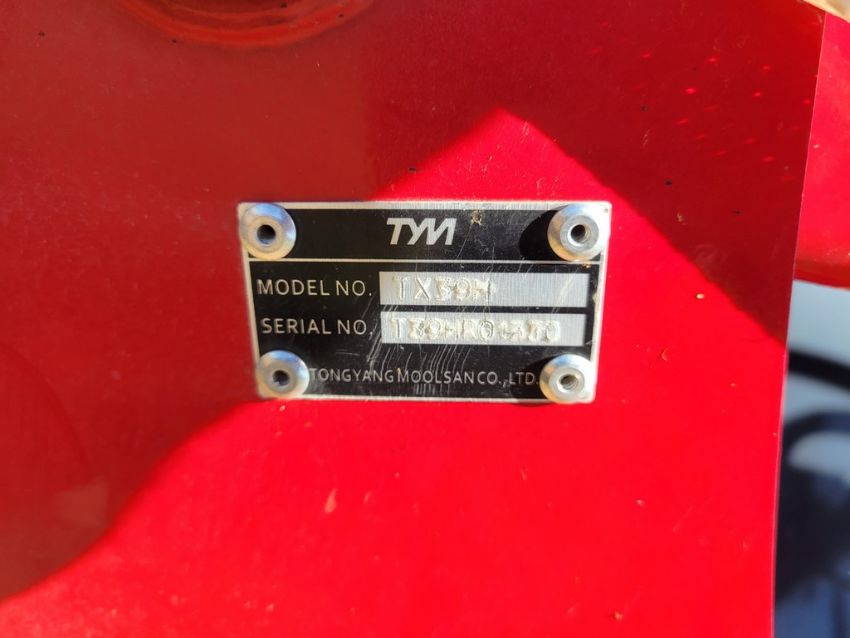 TYM
MODEL NO. TX39H
SERIAL NO.
TONGYANG MOOLSAN CO., LTD.